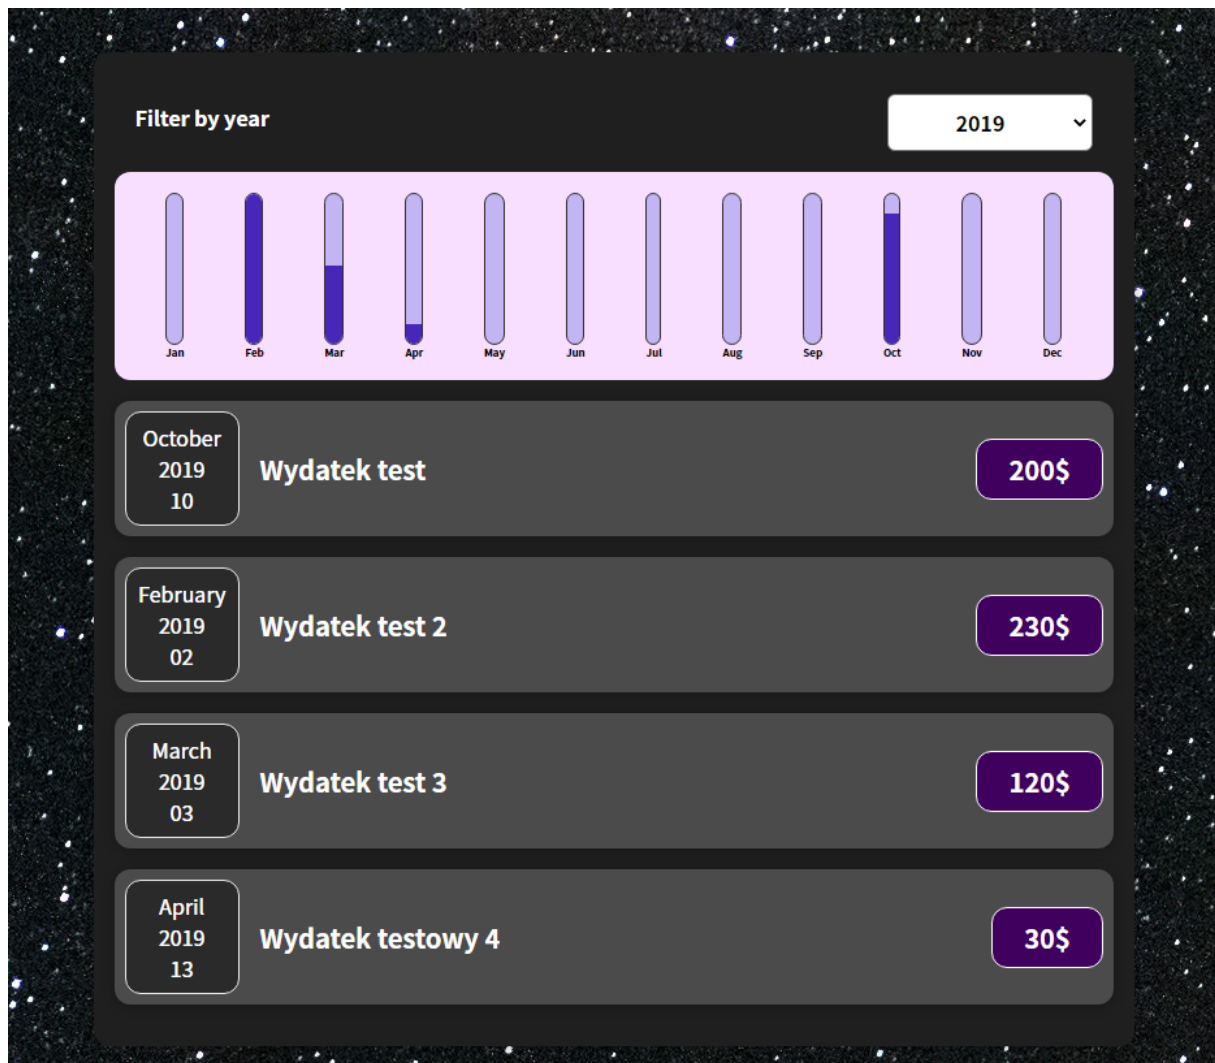 Filter by year
2019
Jan Feb Mar Apr May Jun Jul Aug Sep Oct Nov Dec
October
2019
10
Wydatek test
200$
February
2019
02
Wydatek test 2
230$
March
2019
03
Wydatek test 3
120$
April
2019
13
Wydatek testowy 4
30$